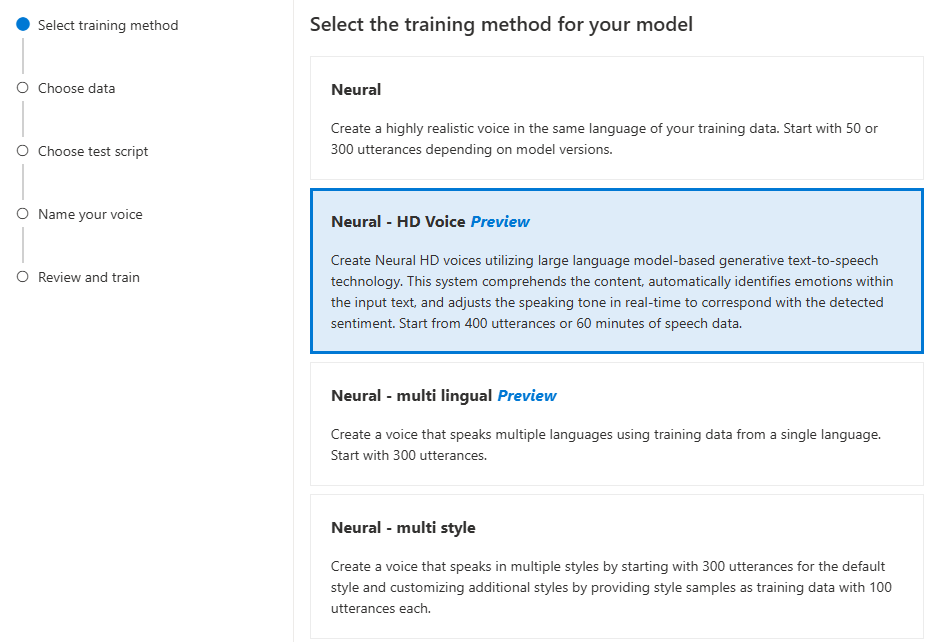 Select training method
Choose data
Choose test script
Name your voice
Review and train
Select the training method for your model
Neural
Create a highly realistic voice in the same language of your training data. Start with 50 or
300 utterances depending on model versions.
Neural - HD Voice Preview
Create Neural HD voices utilizing large language model-based generative text-to-speech
technology. This system comprehends the content, automatically identifies emotions within
the input text, and adjusts the speaking tone in real-time to correspond with the detected
sentiment. Start from 400 utterances or 60 minutes of speech data.
Neural - multi lingual Preview
Create a voice that speaks multiple languages using training data from a single language.
Start with 300 utterances.
Neural - multi style
Create a voice that speaks in multiple styles by starting with 300 utterances for the default
style and customizing additional styles by providing style samples as training data with 100
utterances each.